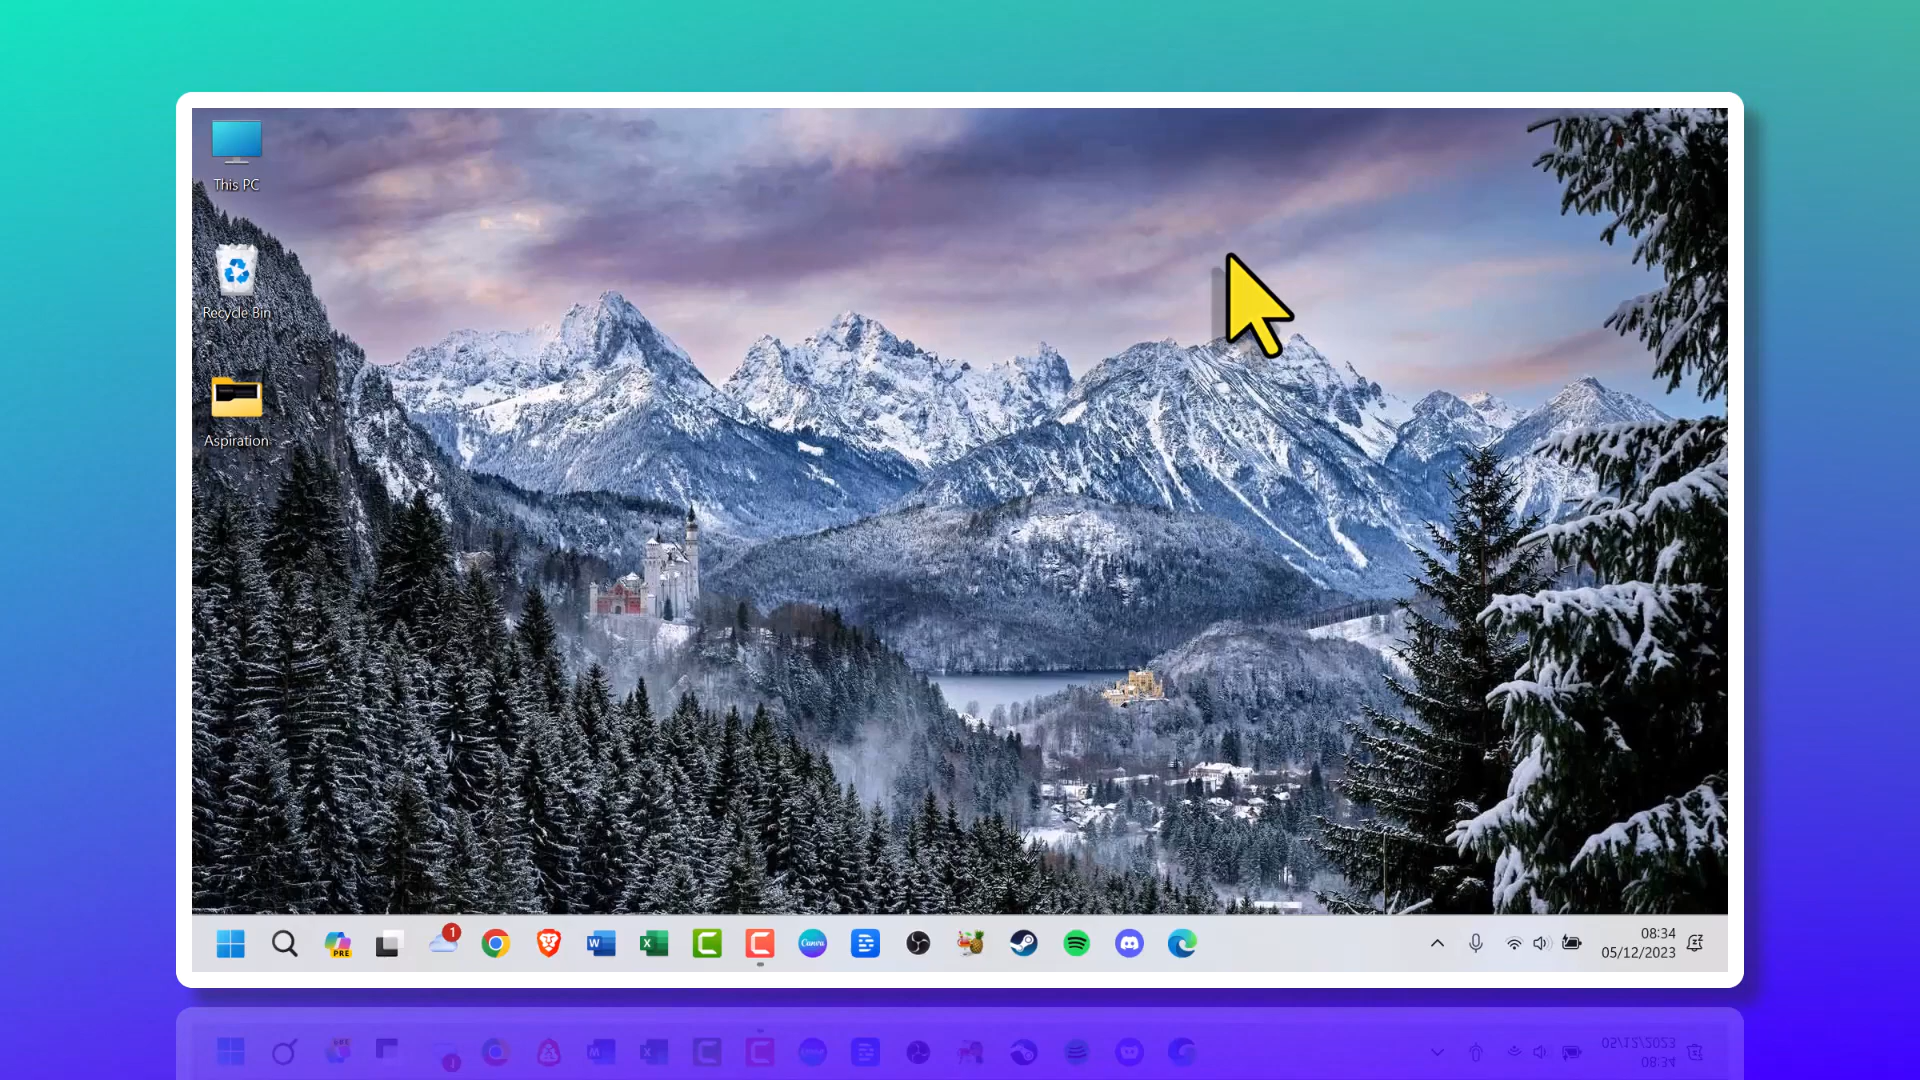 This PC
Recycle Bin
Aspiration
PRE
1
W
X
Canva
08:34
05/12/2023